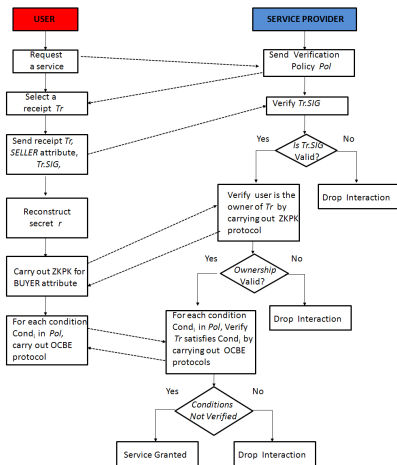 USER
SERVICE PROVIDER
Request
a service
Send Verification
Policy Pol
Select a
receipt Tr
Verify Tr.SIG
Send receipt Tr,
SELLER attribute,
Tr.SIG,
Is Tr.SIG
Valid?
Yes
No
Drop Interaction
Reconstruct
secret r
Verify user is the
owner of Tr by
carrying out ZKPK
protocol
Carry out ZKPK for
BUYER attribute
Ownership
Valid?
Yes
No
Drop Interaction
For each condition
Condi in Pol,
carry out OCBE
protocol
For each condition
Condi in Pol, Verify
Tr satisfies Condi by
carrying out OCBE
protocols
Yes
No
Conditions
Not Verified
Service Granted
Drop Interaction